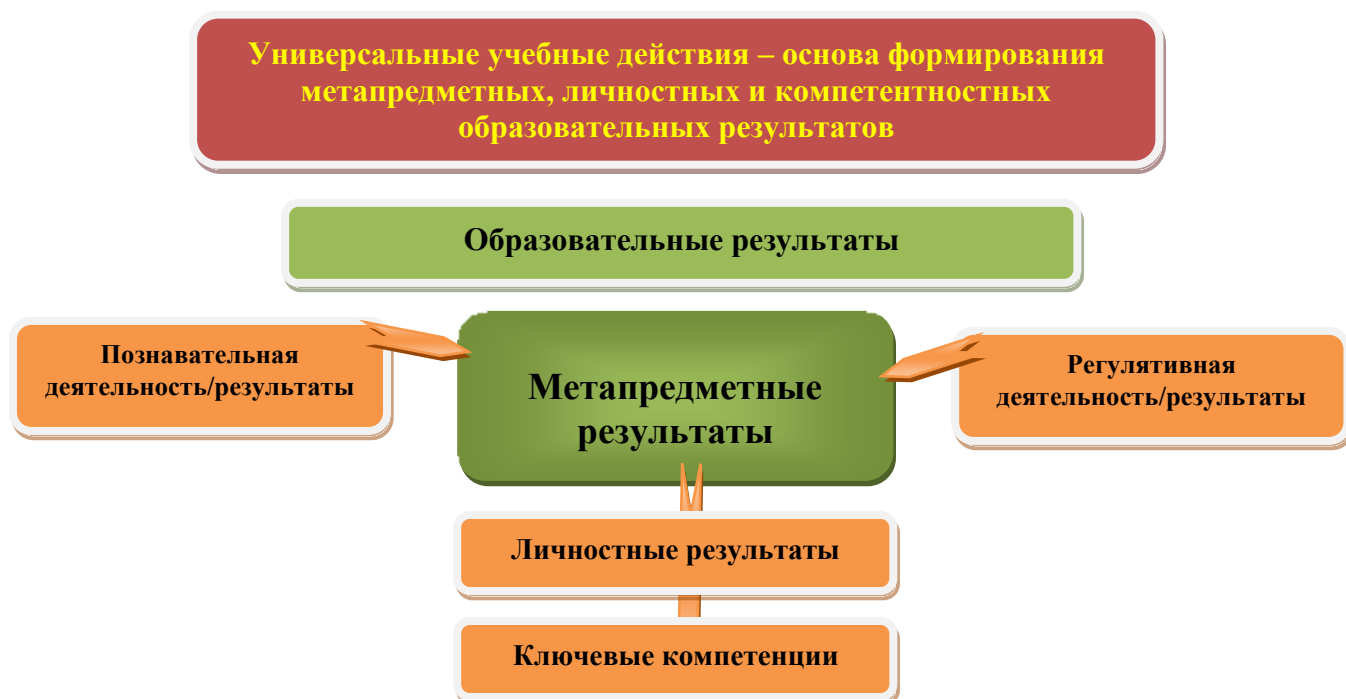 Универсальные учебные действия – основа формирования
метапредметных, личностных и компетентностных
образовательных результатов
Образовательные результаты
Познавательная
деятельность/результаты
Метапредметные
результаты
Регулятивная
деятельность/результаты
Личностные результаты
Ключевые компетенции